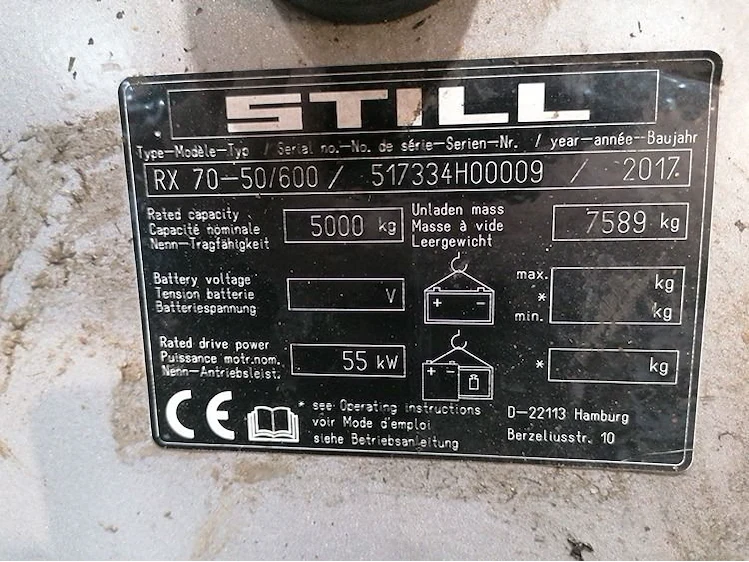 STILL
Type-Modèle-Typ / Serial no.-No. de série-Serien-Nr. / year-année-Baujahr
RX 70-50/600 / 517334H00009 / 2017
Rated capacity
Capacité nominale
Nenn-Tragfähigkeit
5000 kg
Unladen mass
Masse à vide
Leergewicht
7589 kg
Battery voltage
Tension batterie
Batteriespannung
V
+ -
max. kg
*
min. kg
Rated drive power
Puissance motr.nom.
Nenn-Antriebsleist.
55 kW
+ -
* kg
CE
* see Operating instructions
voir Mode d'emploi
siehe Betriebsanleitung
D-22113 Hamburg
Berzeliusstr. 10